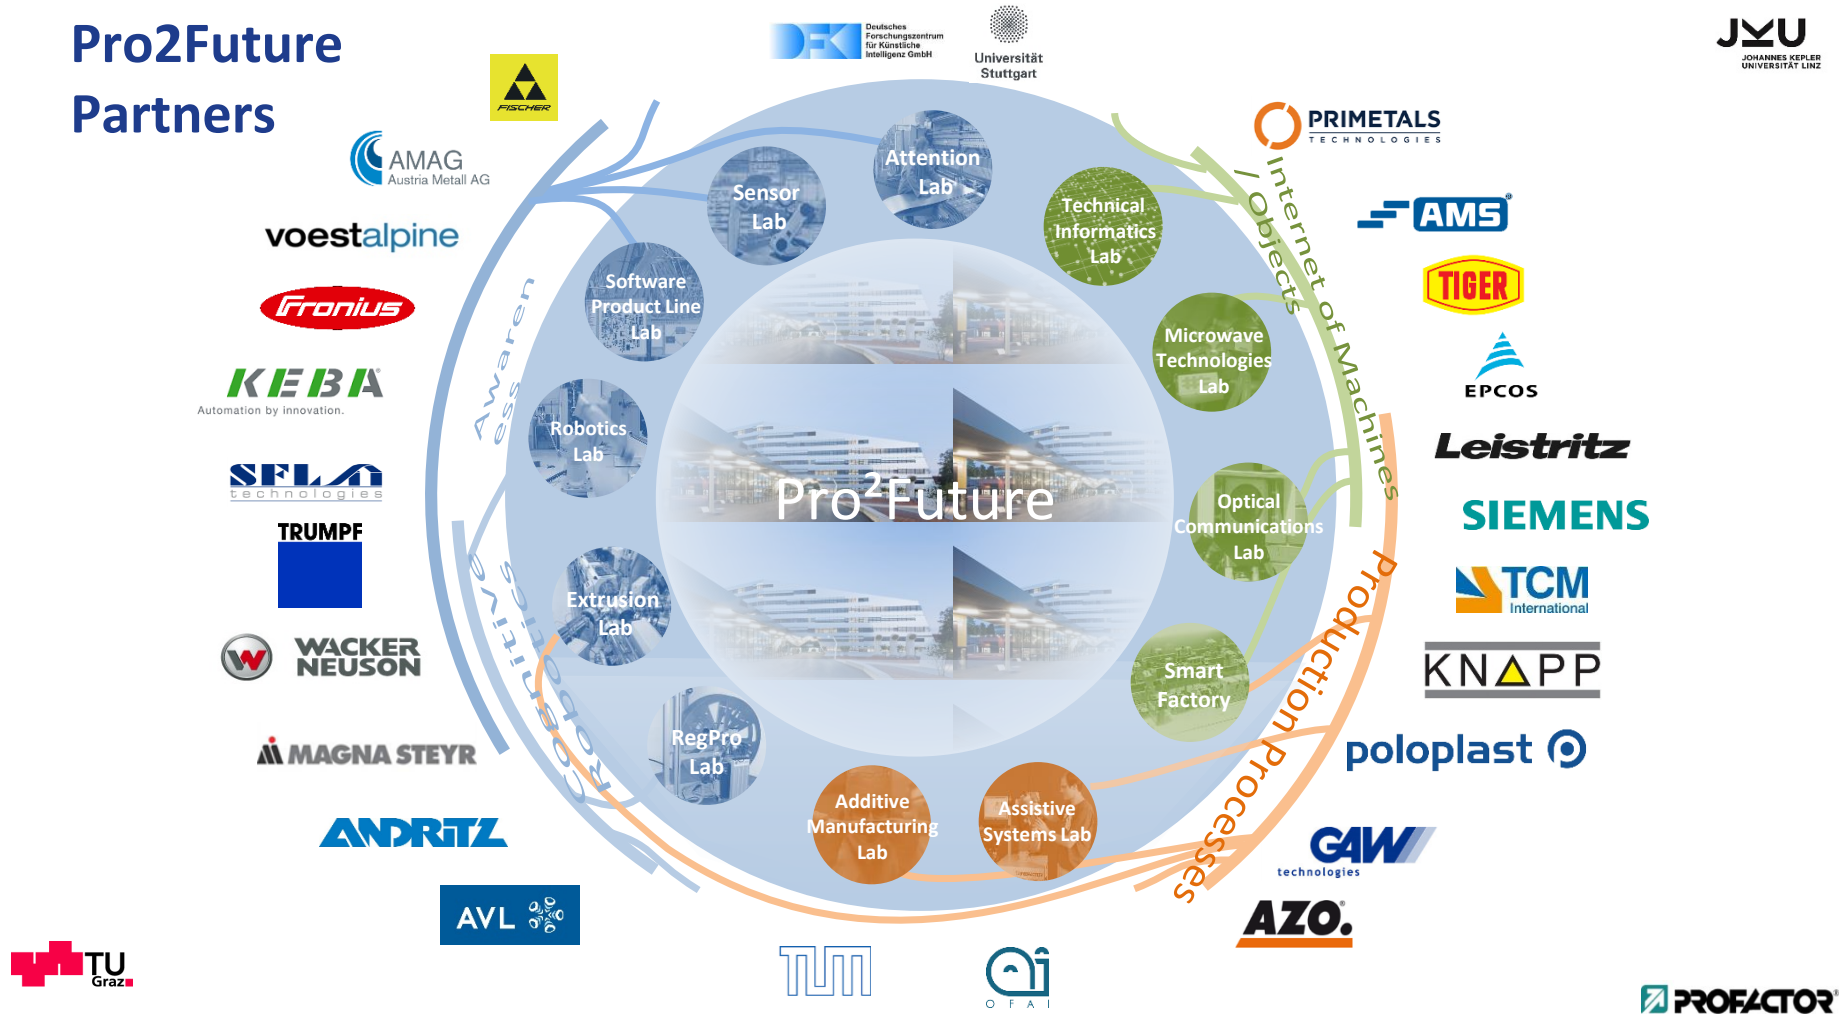 Pro2Future
Partners
FISCHER
DFKI
Deutsches
Forschungszentrum
für Künstliche
Intelligenz GmbH
Universität
Stuttgart
JKU
JOHANNES KEPLER
UNIVERSITÄT LINZ
AMAG
Austria Metall AG
voestalpine
Fronius
KEBA
Automation by innovation.
SFL
technologies
TRUMPF
W
WACKER
NEUSON
MAGNA STEYR
ANDRITZ
AVL
TU
Graz
TUM
OFAI
PRIMETALS
TECHNOLOGIES
AMS®
TIGER
EPCOS
Leistritz
SIEMENS
TCM
International
KNAPP
poloplast
GAW
technologies
AZO.®
PROFACTOR®
Awaren
ess
Cognitive
Robotics
Internet of Machines
/ Objects
Production Processes
Attention
Lab
Sensor
Lab
Software
Product Line
Lab
Robotics
Lab
Extrusion
Lab
RegPro
Lab
Additive
Manufacturing
Lab
Assistive
Systems Lab
Smart
Factory
Optical
Communications
Lab
Microwave
Technologies
Lab
Technical
Informatics
Lab
Pro²Future